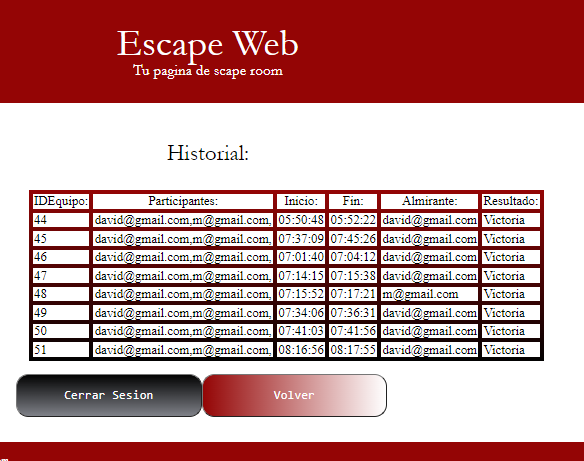 Escape Web
Tu pagina de scape room
Historial:
IDEquipo: Participantes: Inicio: Fin: Almirante: Resultado:
44 david@gmail.com,m@gmail.com, 05:50:48 05:52:22 david@gmail.com Victoria
45 david@gmail.com,m@gmail.com, 07:37:09 07:45:26 david@gmail.com Victoria
46 david@gmail.com,m@gmail.com, 07:01:40 07:04:12 david@gmail.com Victoria
47 david@gmail.com,m@gmail.com, 07:14:15 07:15:38 david@gmail.com Victoria
48 david@gmail.com,m@gmail.com, 07:15:52 07:17:21 m@gmail.com Victoria
49 david@gmail.com,m@gmail.com, 07:34:06 07:36:31 david@gmail.com Victoria
50 david@gmail.com,m@gmail.com, 07:41:03 07:41:56 david@gmail.com Victoria
51 david@gmail.com,m@gmail.com, 08:16:56 08:17:55 david@gmail.com Victoria
Cerrar Sesion Volver